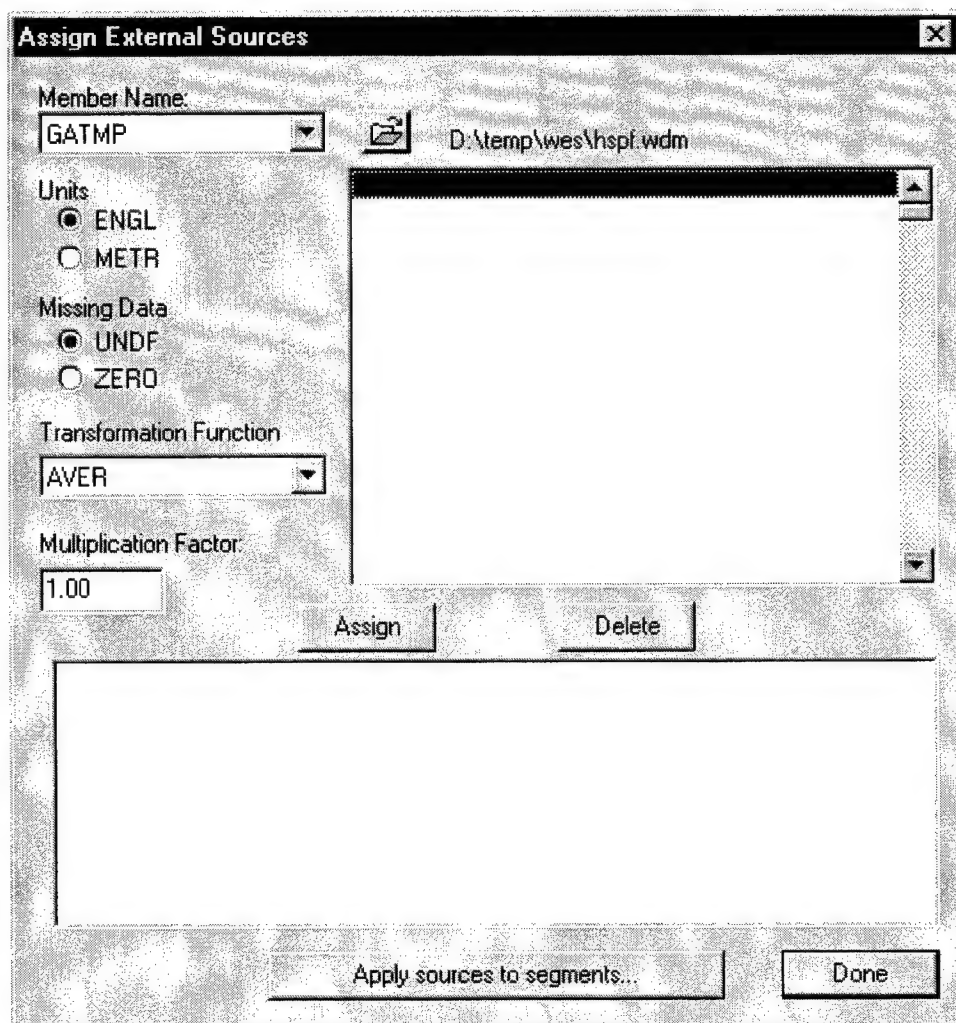 Assign External Sources
Member Name:
GATMP
D:\temp\wes\hspf.wdm
Units
ENGL
METR
Missing Data
UNDF
ZERO
Transformation Function
AVER
Multiplication Factor:
1.00
Assign Delete
Apply sources to segments... Done